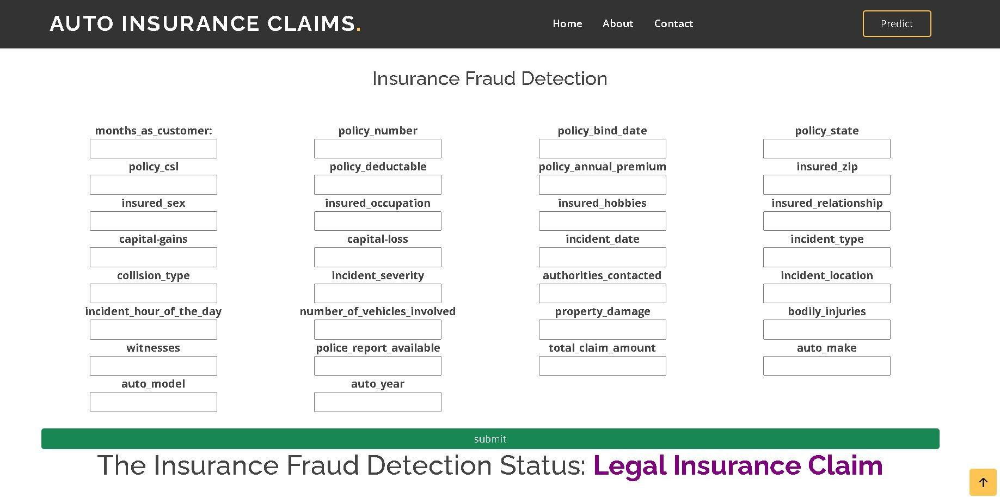 AUTO INSURANCE CLAIMS. Home About Contact Predict
Insurance Fraud Detection
months_as_customer: policy_number policy_bind_date policy_state
policy_csl policy_deductable policy_annual_premium insured_zip
insured_sex insured_occupation insured_hobbies insured_relationship
capital-gains capital-loss incident_date incident_type
collision_type incident_severity authorities_contacted incident_location
incident_hour_of_the_day number_of_vehicles_involved property_damage bodily_injuries
witnesses police_report_available total_claim_amount auto_make
auto_model auto_year
submit
The Insurance Fraud Detection Status: Legal Insurance Claim